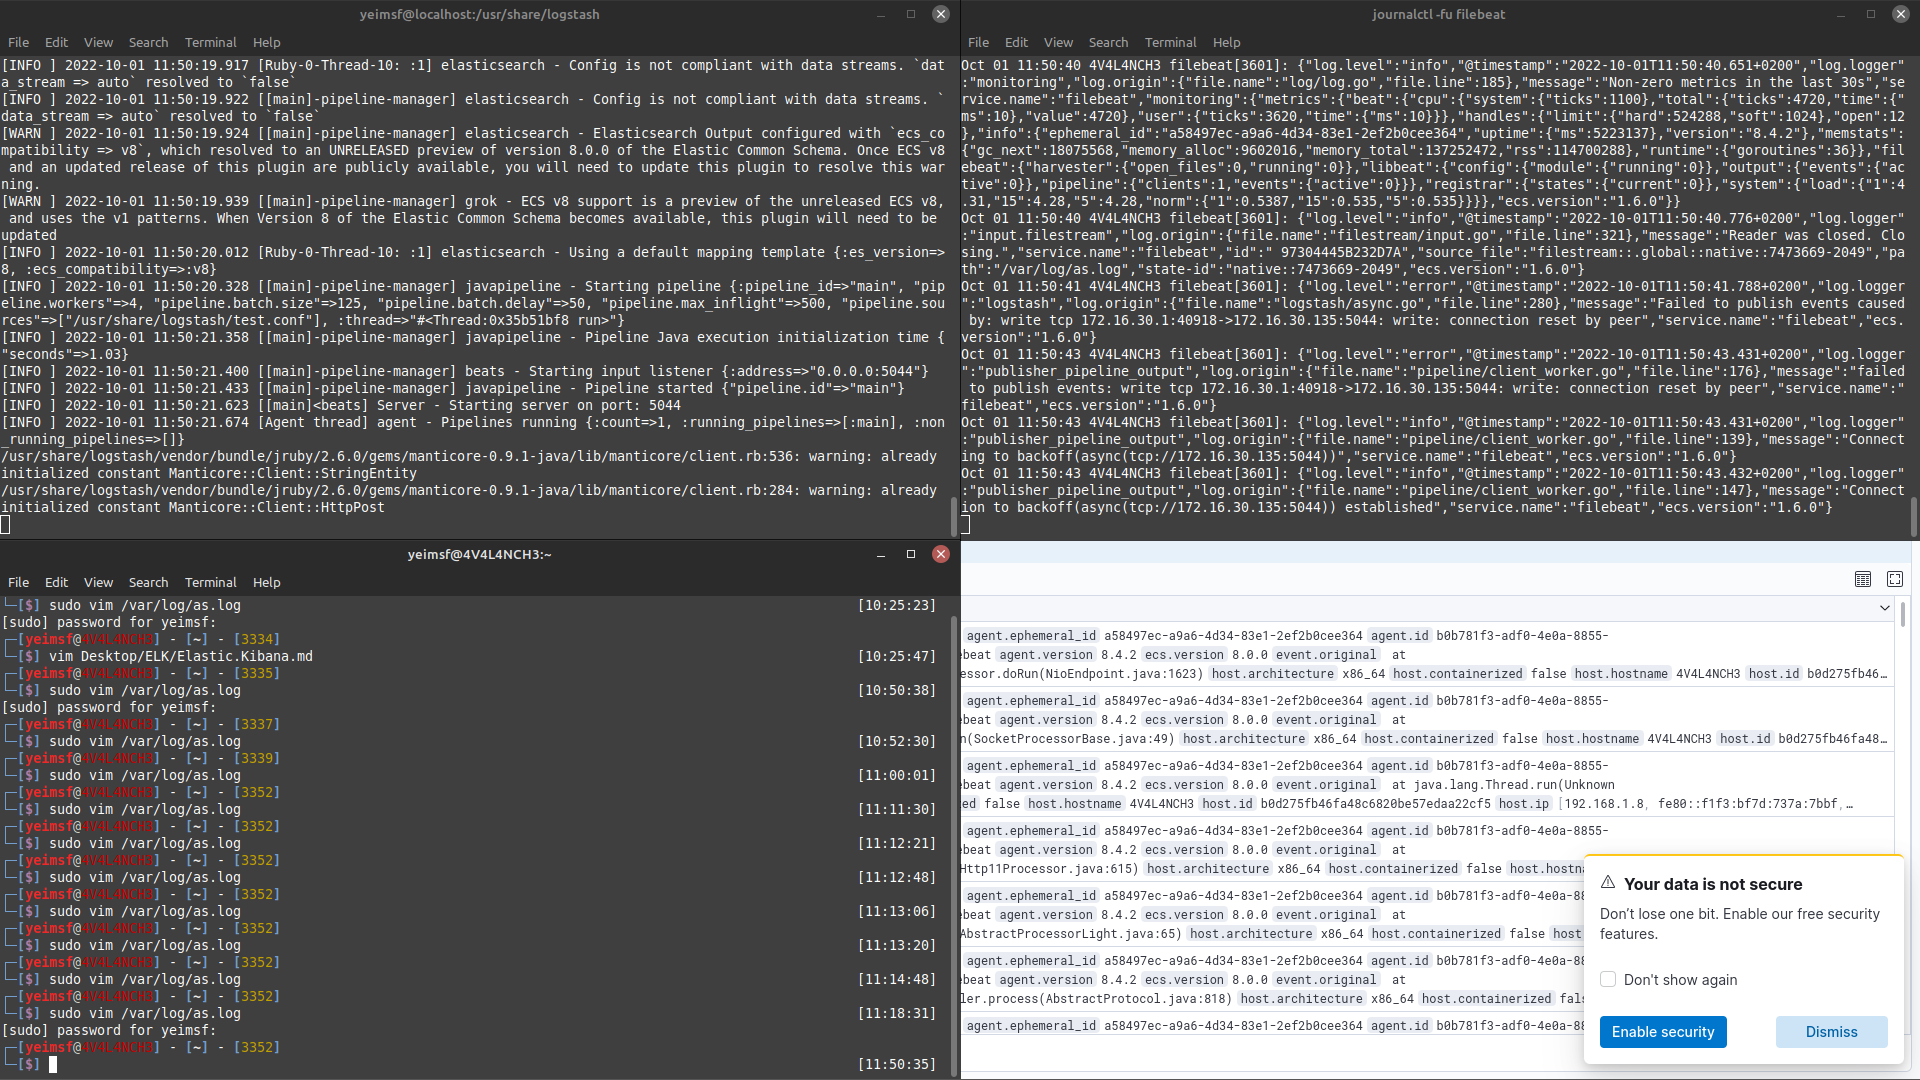 yeimsf@localhost:/usr/share/logstash
File Edit View Search Terminal Help
[INFO ] 2022-10-01 11:50:19.917 [Ruby-0-Thread-10: :1] elasticsearch - Config is not compliant with data streams. `dat
a_stream => auto` resolved to `false`
[INFO ] 2022-10-01 11:50:19.922 [[main]-pipeline-manager] elasticsearch - Config is not compliant with data streams. `
data_stream => auto` resolved to `false`
[WARN ] 2022-10-01 11:50:19.924 [[main]-pipeline-manager] elasticsearch - Elasticsearch Output configured with `ecs_co
mpatibility => v8`, which resolved to an UNRELEASED preview of version 8.0.0 of the Elastic Common Schema. Once ECS v8
and an updated release of this plugin are publicly available, you will need to update this plugin to resolve this war
ning.
[WARN ] 2022-10-01 11:50:19.939 [[main]-pipeline-manager] grok - ECS v8 support is a preview of the unreleased ECS v8,
and uses the v1 patterns. When Version 8 of the Elastic Common Schema becomes available, this plugin will need to be
updated
[INFO ] 2022-10-01 11:50:20.012 [Ruby-0-Thread-10: :1] elasticsearch - Using a default mapping template {:es_version=>
8, :ecs_compatibility=>:v8}
[INFO ] 2022-10-01 11:50:20.328 [[main]-pipeline-manager] javapipeline - Starting pipeline {:pipeline_id=>"main", "pip
eline.workers"=>4, "pipeline.batch.size"=>125, "pipeline.batch.delay"=>50, "pipeline.max_inflight"=>500, "pipeline.sou
rces"=>["/usr/share/logstash/test.conf"], :thread=>"#<Thread:0x35b51bf8 run>"}
[INFO ] 2022-10-01 11:50:21.358 [[main]-pipeline-manager] javapipeline - Pipeline Java execution initialization time {
"seconds"=>1.03}
[INFO ] 2022-10-01 11:50:21.400 [[main]-pipeline-manager] beats - Starting input listener {:address=>"0.0.0.0:5044"}
[INFO ] 2022-10-01 11:50:21.433 [[main]-pipeline-manager] javapipeline - Pipeline started {"pipeline.id"=>"main"}
[INFO ] 2022-10-01 11:50:21.623 [[main]<beats] Server - Starting server on port: 5044
[INFO ] 2022-10-01 11:50:21.674 [Agent thread] agent - Pipelines running {:count=>1, :running_pipelines=>[:main], :non
_running_pipelines=>[]}
/usr/share/logstash/vendor/bundle/jruby/2.6.0/gems/manticore-0.9.1-java/lib/manticore/client.rb:536: warning: already
initialized constant Manticore::Client::StringEntity
/usr/share/logstash/vendor/bundle/jruby/2.6.0/gems/manticore-0.9.1-java/lib/manticore/client.rb:284: warning: already
initialized constant Manticore::Client::HttpPost
journalctl -fu filebeat
File Edit View Search Terminal Help
Oct 01 11:50:40 4V4L4NCH3 filebeat[3601]: {"log.level":"info","@timestamp":"2022-10-01T11:50:40.651+0200","log.logger"
:"monitoring","log.origin":{"file.name":"log/log.go","file.line":185},"message":"Non-zero metrics in the last 30s","se
rvice.name":"filebeat","monitoring":{"metrics":{"beat":{"cpu":{"system":{"ticks":1100},"total":{"ticks":4720,"time":{"
ms":10},"value":4720},"user":{"ticks":3620,"time":{"ms":10}}},"handles":{"limit":{"hard":524288,"soft":1024},"open":12
},"info":{"ephemeral_id":"a58497ec-a9a6-4d34-83e1-2ef2b0cee364","uptime":{"ms":5223137},"version":"8.4.2"},"memstats":
{"gc_next":18075568,"memory_alloc":9602016,"memory_total":137252472,"rss":114700288},"runtime":{"goroutines":36}},"fil
ebeat":{"harvester":{"open_files":0,"running":0}},"libbeat":{"config":{"module":{"running":0}},"output":{"events":{"ac
tive":0}},"pipeline":{"clients":1,"events":{"active":0}}},"registrar":{"states":{"current":0}},"system":{"load":{"1":4
.31,"15":4.28,"5":4.28,"norm":{"1":0.5387,"15":0.535,"5":0.535}}}},"ecs.version":"1.6.0"}}
Oct 01 11:50:40 4V4L4NCH3 filebeat[3601]: {"log.level":"info","@timestamp":"2022-10-01T11:50:40.776+0200","log.logger"
:"input.filestream","log.origin":{"file.name":"filestream/input.go","file.line":321},"message":"Reader was closed. Clo
sing.","service.name":"filebeat","id":" 97304445B232D7A","source_file":"filestream::.global::native::7473669-2049","pa
th":"/var/log/as.log","state-id":"native::7473669-2049","ecs.version":"1.6.0"}
Oct 01 11:50:41 4V4L4NCH3 filebeat[3601]: {"log.level":"error","@timestamp":"2022-10-01T11:50:41.788+0200","log.logger
":"logstash","log.origin":{"file.name":"logstash/async.go","file.line":280},"message":"Failed to publish events caused
by: write tcp 172.16.30.1:40918->172.16.30.135:5044: write: connection reset by peer","service.name":"filebeat","ecs.
version":"1.6.0"}
Oct 01 11:50:43 4V4L4NCH3 filebeat[3601]: {"log.level":"error","@timestamp":"2022-10-01T11:50:43.431+0200","log.logger
":"publisher_pipeline_output","log.origin":{"file.name":"pipeline/client_worker.go","file.line":176},"message":"failed
to publish events: write tcp 172.16.30.1:40918->172.16.30.135:5044: write: connection reset by peer","service.name":"
filebeat","ecs.version":"1.6.0"}
Oct 01 11:50:43 4V4L4NCH3 filebeat[3601]: {"log.level":"info","@timestamp":"2022-10-01T11:50:43.431+0200","log.logger"
:"publisher_pipeline_output","log.origin":{"file.name":"pipeline/client_worker.go","file.line":139},"message":"Connect
ing to backoff(async(tcp://172.16.30.135:5044))","service.name":"filebeat","ecs.version":"1.6.0"}
Oct 01 11:50:43 4V4L4NCH3 filebeat[3601]: {"log.level":"info","@timestamp":"2022-10-01T11:50:43.432+0200","log.logger"
:"publisher_pipeline_output","log.origin":{"file.name":"pipeline/client_worker.go","file.line":147},"message":"Connect
ion to backoff(async(tcp://172.16.30.135:5044)) established","service.name":"filebeat","ecs.version":"1.6.0"}
yeimsf@4V4L4NCH3:~
File Edit View Search Terminal Help
└─[$] sudo vim /var/log/as.log [10:25:23]
[sudo] password for yeimsf:
┌─[yeimsf@4V4L4NCH3] - [~] - [3334]
└─[$] vim Desktop/ELK/Elastic.Kibana.md [10:25:47]
┌─[yeimsf@4V4L4NCH3] - [~] - [3335]
└─[$] sudo vim /var/log/as.log [10:50:38]
[sudo] password for yeimsf:
┌─[yeimsf@4V4L4NCH3] - [~] - [3337]
└─[$] sudo vim /var/log/as.log [10:52:30]
┌─[yeimsf@4V4L4NCH3] - [~] - [3339]
└─[$] sudo vim /var/log/as.log [11:00:01]
┌─[yeimsf@4V4L4NCH3] - [~] - [3352]
└─[$] sudo vim /var/log/as.log [11:11:30]
┌─[yeimsf@4V4L4NCH3] - [~] - [3352]
└─[$] sudo vim /var/log/as.log [11:12:21]
┌─[yeimsf@4V4L4NCH3] - [~] - [3352]
└─[$] sudo vim /var/log/as.log [11:12:48]
┌─[yeimsf@4V4L4NCH3] - [~] - [3352]
└─[$] sudo vim /var/log/as.log [11:13:06]
┌─[yeimsf@4V4L4NCH3] - [~] - [3352]
└─[$] sudo vim /var/log/as.log [11:13:20]
┌─[yeimsf@4V4L4NCH3] - [~] - [3352]
└─[$] sudo vim /var/log/as.log [11:14:48]
┌─[yeimsf@4V4L4NCH3] - [~] - [3352]
└─[$] sudo vim /var/log/as.log [11:18:31]
[sudo] password for yeimsf:
┌─[yeimsf@4V4L4NCH3] - [~] - [3352]
└─[$] [11:50:35]
agent.ephemeral_id a58497ec-a9a6-4d34-83e1-2ef2b0cee364 agent.id b0b781f3-adf0-4e0a-8855-
ebeat agent.version 8.4.2 ecs.version 8.0.0 event.original at
essor.doRun(NioEndpoint.java:1623) host.architecture x86_64 host.containerized false host.hostname 4V4L4NCH3 host.id b0d275fb46…
agent.ephemeral_id a58497ec-a9a6-4d34-83e1-2ef2b0cee364 agent.id b0b781f3-adf0-4e0a-8855-
ebeat agent.version 8.4.2 ecs.version 8.0.0 event.original at
n(SocketProcessorBase.java:49) host.architecture x86_64 host.containerized false host.hostname 4V4L4NCH3 host.id b0d275fb46fa48…
agent.ephemeral_id a58497ec-a9a6-4d34-83e1-2ef2b0cee364 agent.id b0b781f3-adf0-4e0a-8855-
ebeat agent.version 8.4.2 ecs.version 8.0.0 event.original at java.lang.Thread.run(Unknown
ed false host.hostname 4V4L4NCH3 host.id b0d275fb46fa48c6820be57edaa22cf5 host.ip [192.168.1.8, fe80::f1f3:bf7d:737a:7bbf,…
agent.ephemeral_id a58497ec-a9a6-4d34-83e1-2ef2b0cee364 agent.id b0b781f3-adf0-4e0a-8855-
ebeat agent.version 8.4.2 ecs.version 8.0.0 event.original at
Http11Processor.java:615) host.architecture x86_64 host.containerized false host.hostna
agent.ephemeral_id a58497ec-a9a6-4d34-83e1-2ef2b0cee364 agent.id b0b781f3-adf0-4e0a-88
ebeat agent.version 8.4.2 ecs.version 8.0.0 event.original at
AbstractProcessorLight.java:65) host.architecture x86_64 host.containerized false host
agent.ephemeral_id a58497ec-a9a6-4d34-83e1-2ef2b0cee364 agent.id b0b781f3-adf0-4e0a-88
ebeat agent.version 8.4.2 ecs.version 8.0.0 event.original at
ler.process(AbstractProtocol.java:818) host.architecture x86_64 host.containerized fals
agent.ephemeral_id a58497ec-a9a6-4d34-83e1-2ef2b0cee364 agent.id b0b781f3-adf0-4e0a-88
Your data is not secure
Don’t lose one bit. Enable our free security
features.
Don't show again
Enable security Dismiss